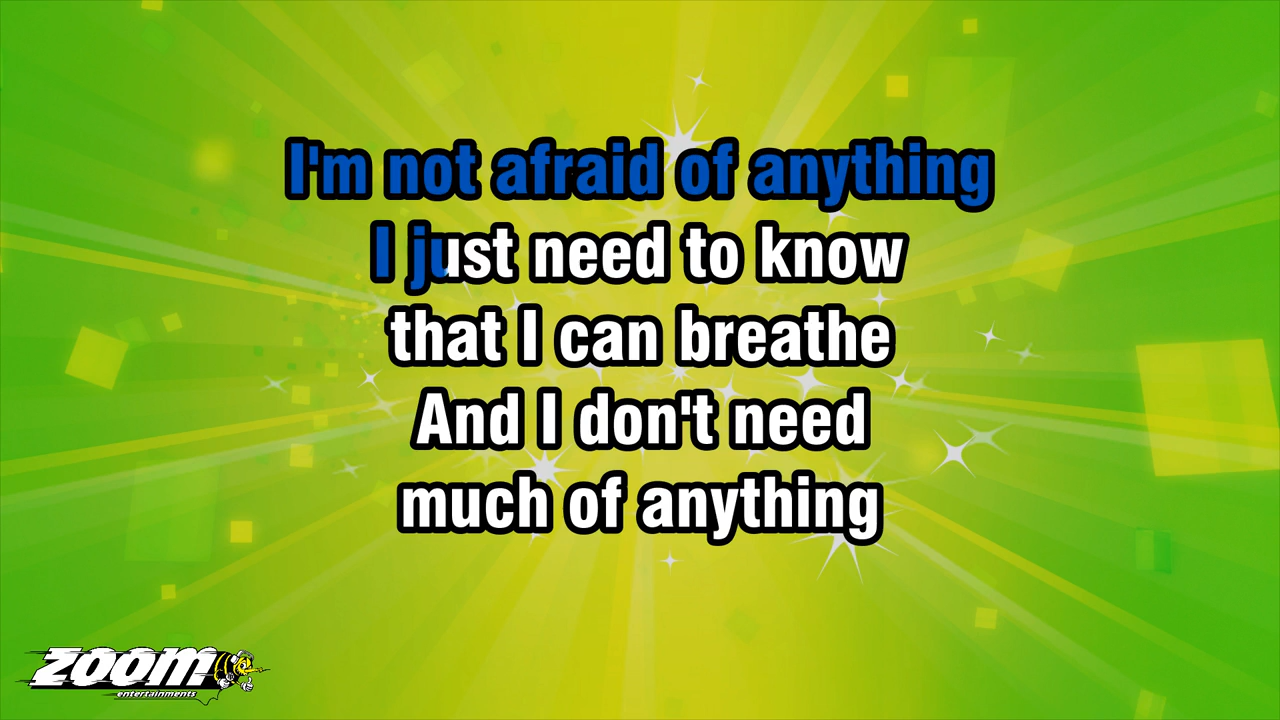 I'm not afraid of anything
I just need to know
that I can breathe
And I don't need
much of anything
zoom
entertainments